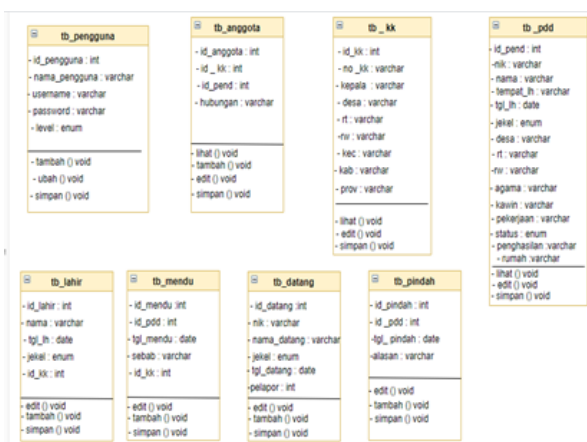 tb_pengguna
- id_pengguna : int
- nama_pengguna : varchar
- username : varchar
- password : varchar
- level : enum
- tambah () void
- ubah () void
- simpan () void
tb_anggota
- id_anggota : int
- id _ kk : int
- id_pend : int
- hubungan : varchar
- lihat () void
- tambah () void
- edit () void
- simpan () void
tb _ kk
- id_kk : int
- no _kk : varchar
- kepala : varchar
- desa : varchar
- rt : varchar
-rw : varchar
- kec : varchar
- kab : varchar
- prov : varchar
- lihat () void
- edit () void
- simpan () void
tb _pdd
- id_pend : int
-nik : varchar
- nama : varchar
- tempat_lh : varchar
- tgl_lh : date
- jekel : enum
- desa : varchar
- rt : varchar
-rw : varchar
- agama : varchar
- kawin : varchar
- pekerjaan : varchar
- status : enum
- penghasilan :varchar
- rumah :varchar
- lihat () void
- edit () void
- simpan () void
tb_lahir
- id_lahir : int
- nama : varchar
- tgl_lh : date
- jekel : enum
- id_kk : int
- edit () void
- tambah () void
- simpan () void
tb_mendu
- id_mendu :int
- id_pdd : int
- tgl_mendu : date
- sebab : varchar
- id_kk : int
- edit () void
- tambah () void
- simpan () void
tb_datang
- id_datang :int
- nik : varchar
- nama_datang : varchar
- jekel : enum
- tgl_datang : date
-pelapor : int
- edit () void
- tambah () void
- simpan () void
tb_pindah
- id_pindah : int
- id _pdd : int
-tgl_ pindah : date
-alasan : varchar
- edit () void
- tambah () void
- simpan () void